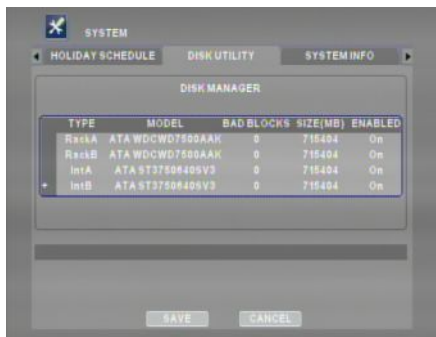 SYSTEM
HOLIDAY SCHEDULE DISK UTILITY SYSTEM INFO
DISK MANAGER
TYPE MODEL BAD BLOCKS SIZE(MB) ENABLED
RackA ATA WDCWD7500AAK 0 715404 On
RackB ATA WDCWD7500AAK 0 715404 On
IntA ATA ST3750640SV3 0 715404 On
+ IntB ATA ST3750640SV3 0 715404 On
SAVE CANCEL